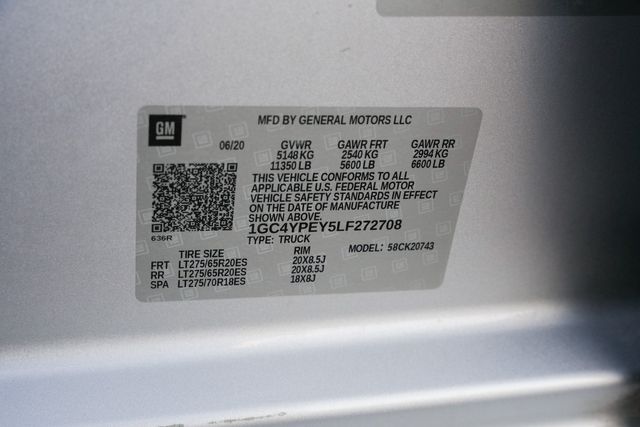 GM
MFD BY GENERAL MOTORS LLC
06/20 GVWR GAWR FRT GAWR RR
5148 KG 2540 KG 2994 KG
11350 LB 5600 LB 6600 LB
THIS VEHICLE CONFORMS TO ALL
APPLICABLE U.S. FEDERAL MOTOR
VEHICLE SAFETY STANDARDS IN EFFECT
ON THE DATE OF MANUFACTURE
SHOWN ABOVE.
1GC4YPEY5LF272708
636R
TYPE: TRUCK
MODEL: 58CK20743
TIRE SIZE RIM
FRT LT275/65R20ES 20X8.5J
RR LT275/65R20ES 20X8.5J
SPA LT275/70R18ES 18X8J